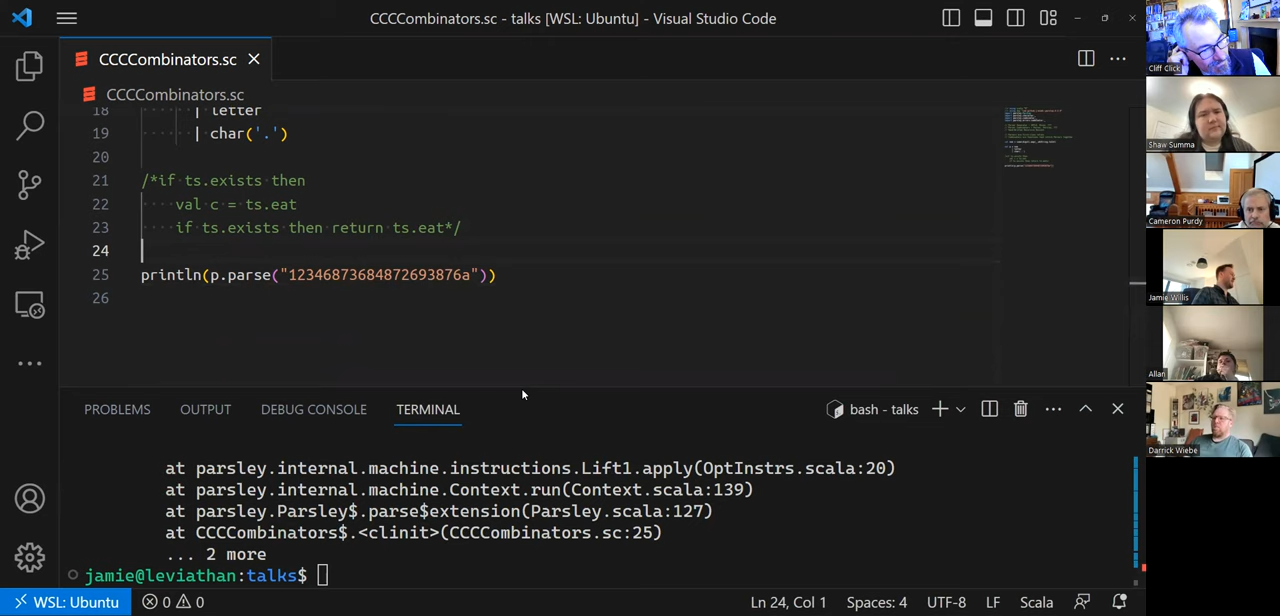 CCCCombinators.sc - talks [WSL: Ubuntu] - Visual Studio Code
CCCCombinators.sc
CCCCombinators.sc
18 | letter
19 | char('.')
20
21 /*if ts.exists then
22 val c = ts.eat
23 if ts.exists then return ts.eat*/
24
25 println(p.parse("12346873684872693876a"))
26
PROBLEMS OUTPUT DEBUG CONSOLE TERMINAL bash - talks
at parsley.internal.machine.instructions.Lift1.apply(OptInstrs.scala:20)
at parsley.internal.machine.Context.run(Context.scala:139)
at parsley.Parsley$.parse$extension(Parsley.scala:127)
at CCCCombinators$.<clinit>(CCCCombinators.sc:25)
... 2 more
jamie@leviathan:talks$
WSL: Ubuntu 0 0 Ln 24, Col 1 Spaces: 4 UTF-8 LF Scala
Cliff Click
Shaw Summa
Cameron Purdy
Jamie Willis
Allan
Darrick Wiebe